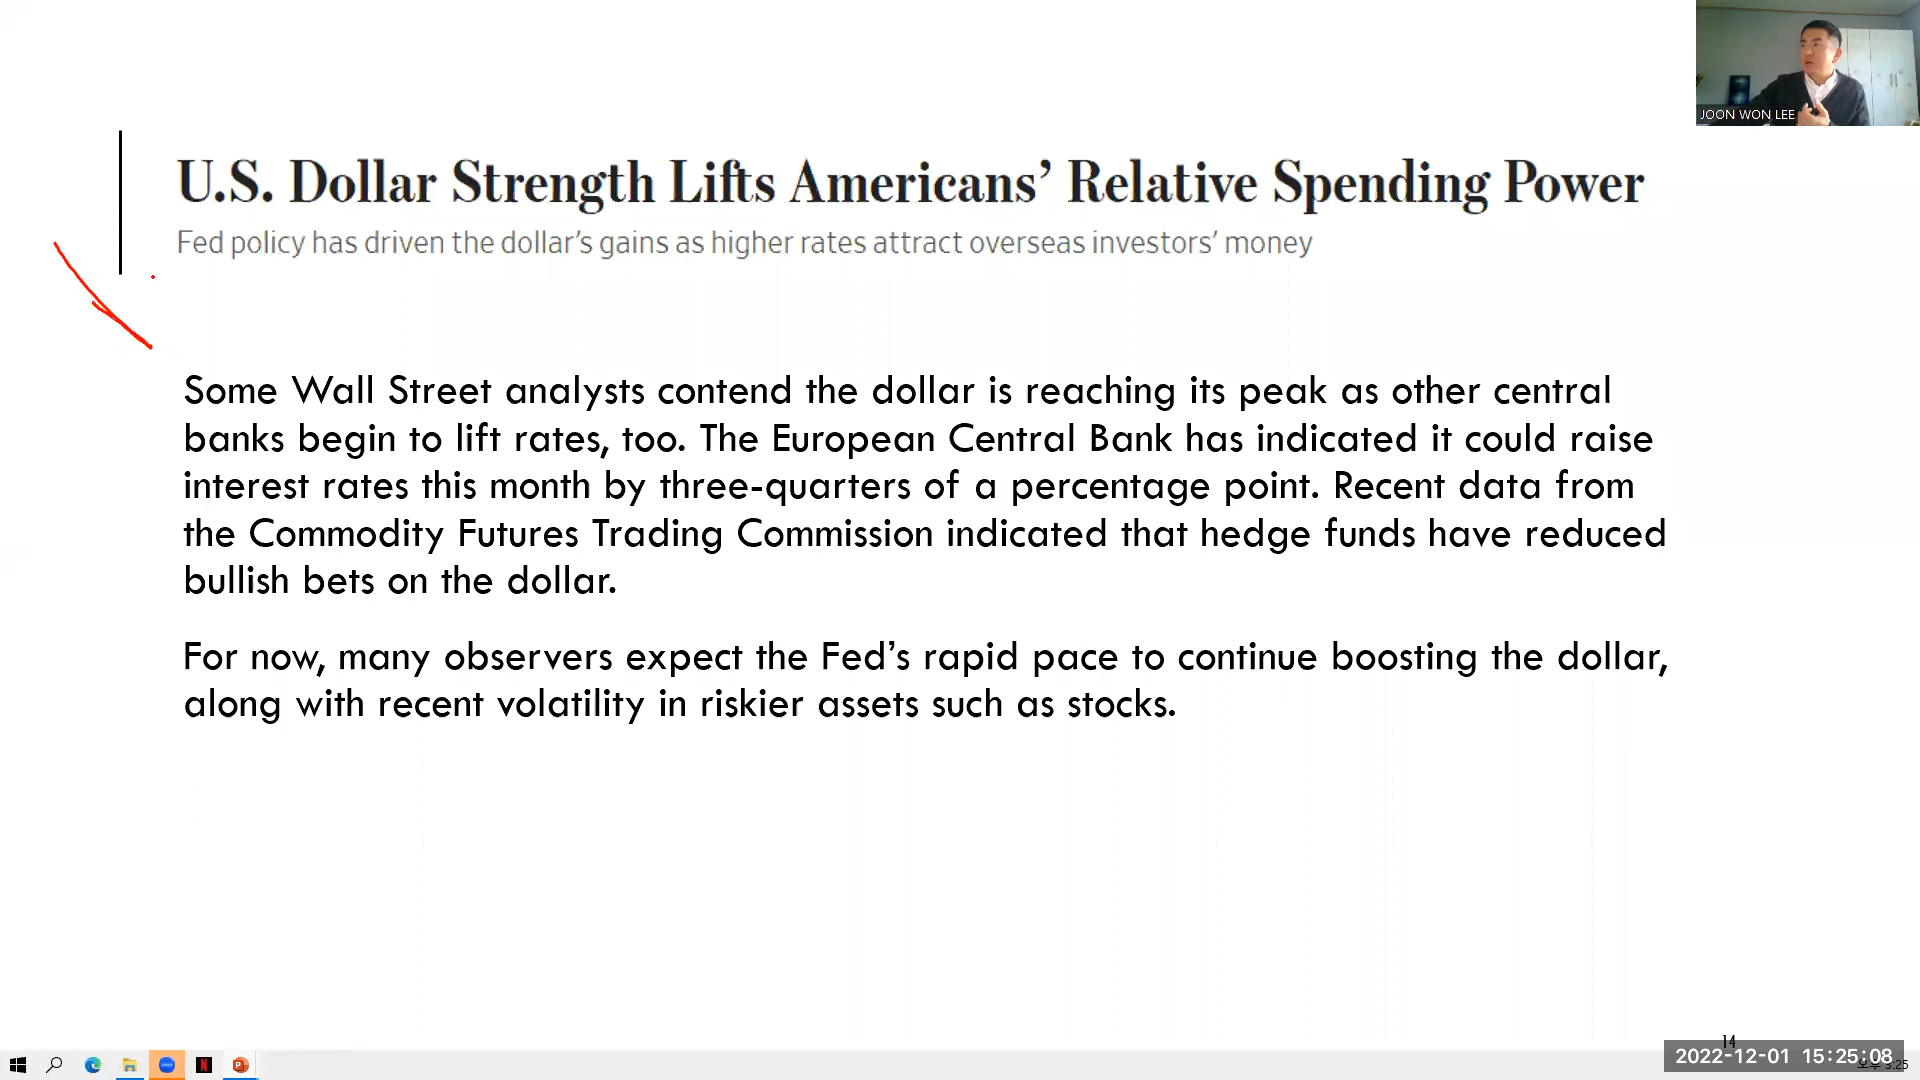 JOON WON LEE
U.S. Dollar Strength Lifts Americans’ Relative Spending Power
Fed policy has driven the dollar’s gains as higher rates attract overseas investors’ money
Some Wall Street analysts contend the dollar is reaching its peak as other central
banks begin to lift rates, too. The European Central Bank has indicated it could raise
interest rates this month by three-quarters of a percentage point. Recent data from
the Commodity Futures Trading Commission indicated that hedge funds have reduced
bullish bets on the dollar.
For now, many observers expect the Fed’s rapid pace to continue boosting the dollar,
along with recent volatility in riskier assets such as stocks.
14
2022-12-01 15:25:08